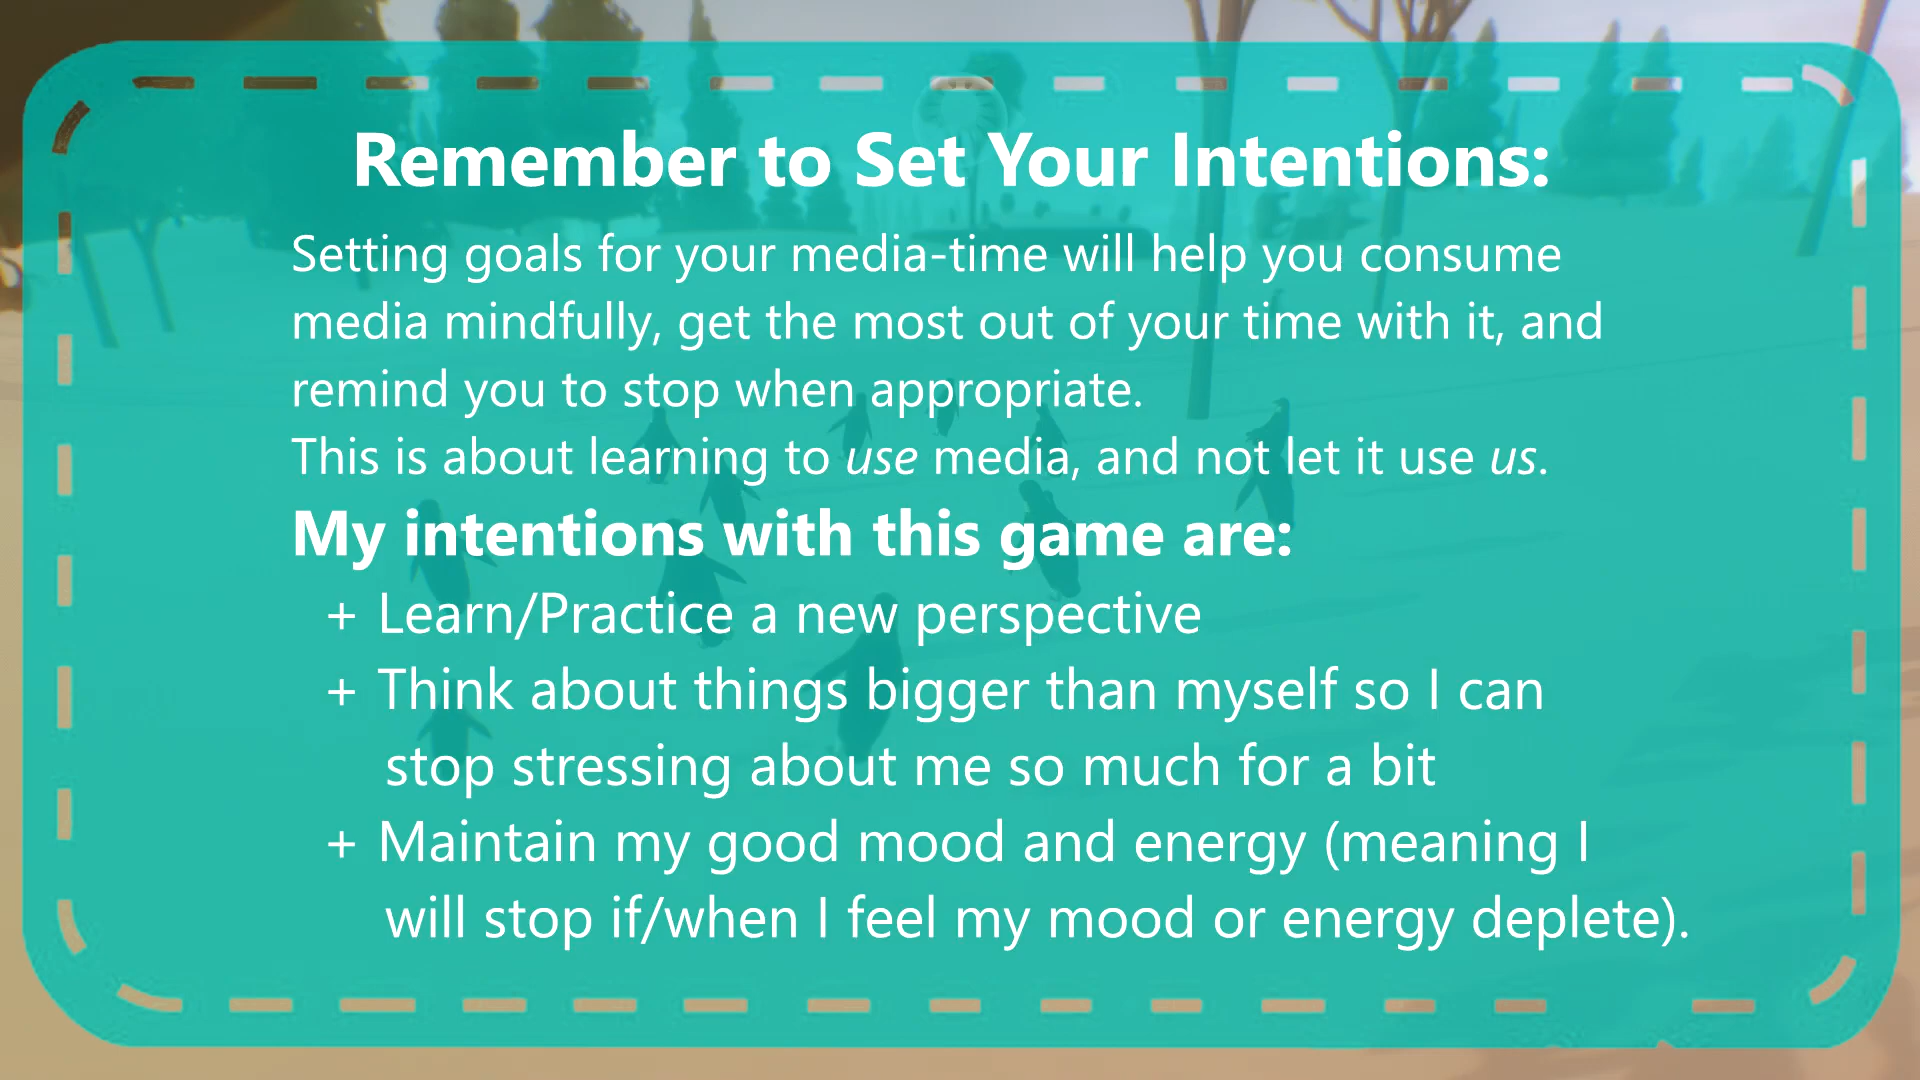 Remember to Set Your Intentions:
Setting goals for your media-time will help you consume
media mindfully, get the most out of your time with it, and
remind you to stop when appropriate.
This is about learning to use media, and not let it use us.
My intentions with this game are:
+ Learn/Practice a new perspective
+ Think about things bigger than myself so I can
stop stressing about me so much for a bit
+ Maintain my good mood and energy (meaning I
will stop if/when I feel my mood or energy deplete).